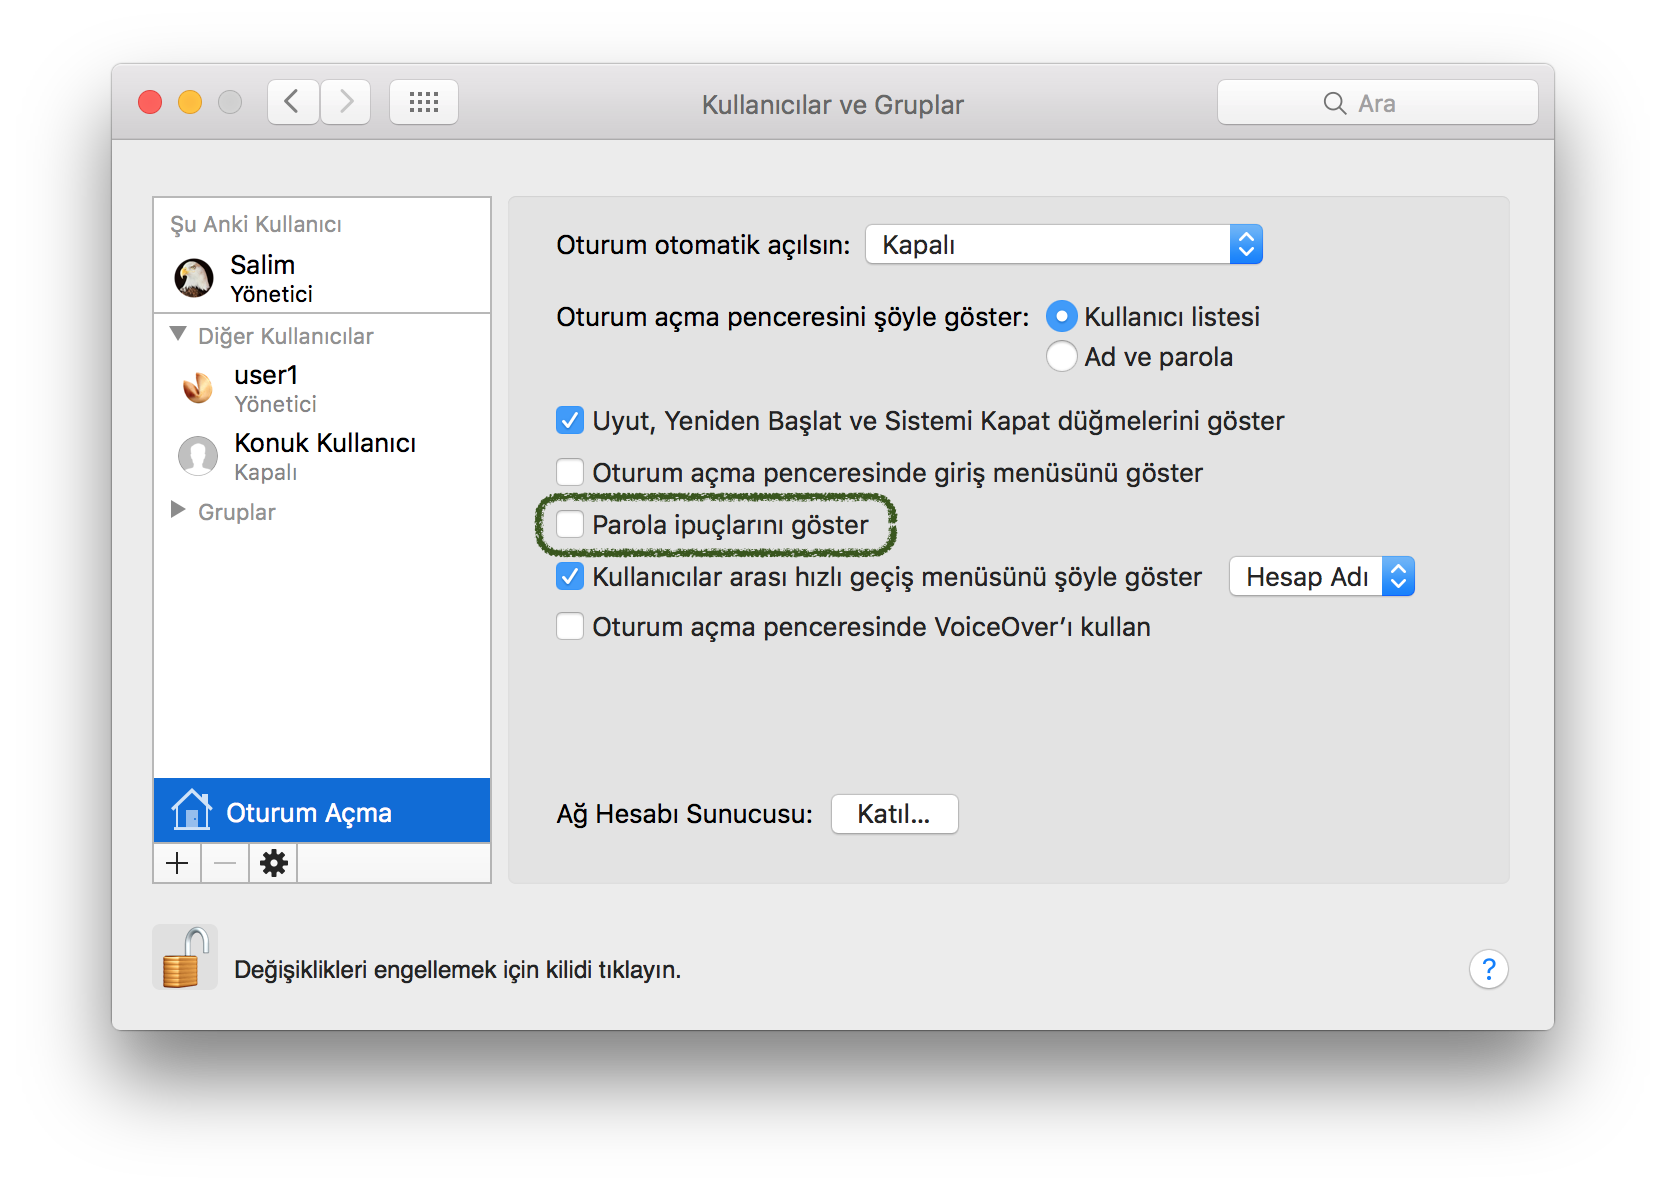 Kullanıcılar ve Gruplar
Ara
Şu Anki Kullanıcı
Salim
Yönetici
Diğer Kullanıcılar
user1
Yönetici
Konuk Kullanıcı
Kapalı
Gruplar
Oturum Açma
Oturum otomatik açılsın: Kapalı
Oturum açma penceresini şöyle göster: Kullanıcı listesi
Ad ve parola
Uyut, Yeniden Başlat ve Sistemi Kapat düğmelerini göster
Oturum açma penceresinde giriş menüsünü göster
Parola ipuçlarını göster
Kullanıcılar arası hızlı geçiş menüsünü şöyle göster Hesap Adı
Oturum açma penceresinde VoiceOver’ı kullan
Ağ Hesabı Sunucusu: Katıl...
Değişiklikleri engellemek için kilidi tıklayın.
?